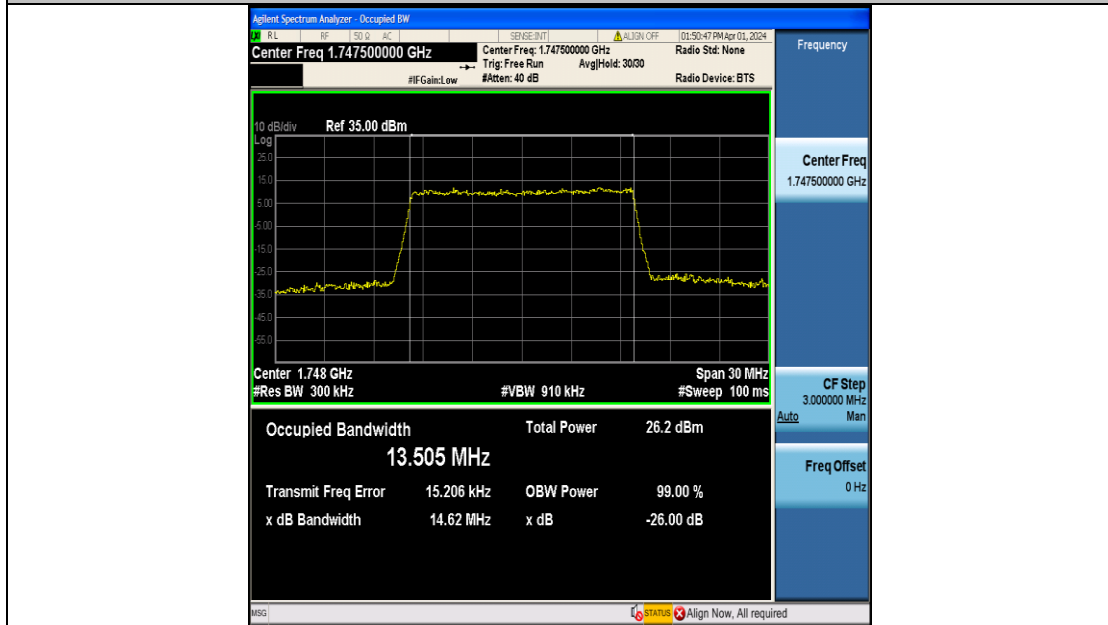 Agilent Spectrum Analyzer - Occupied BW
RL RF 50 Ω AC SENSE:INT ALIGN OFF 01:50:47 PM Apr 01, 2024
Center Freq 1.747500000 GHz
Center Freq: 1.747500000 GHz
Radio Std: None
Trig: Free Run Avg|Hold: 30/30
#IFGain:Low
#Atten: 40 dB
Radio Device: BTS
10 dB/div Ref 35.00 dBm
Log
25.0
15.0
5.00
-5.00
-15.0
-25.0
-35.0
-45.0
-55.0
Center 1.748 GHz Span 30 MHz
#Res BW 300 kHz #VBW 910 kHz #Sweep 100 ms
Occupied Bandwidth Total Power 26.2 dBm
13.505 MHz
Transmit Freq Error 15.206 kHz OBW Power 99.00 %
x dB Bandwidth 14.62 MHz x dB -26.00 dB
Frequency
Center Freq
1.747500000 GHz
CF Step
3.000000 MHz
Auto Man
Freq Offset
0 Hz
MSG STATUS Align Now, All required